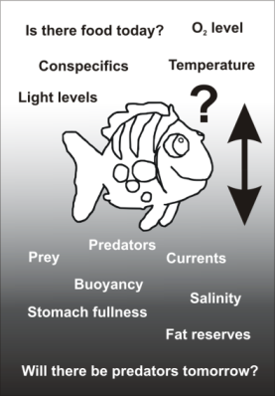 Is there food today?
O₂ level
Conspecifics
Temperature
Light levels
?
Predators
Prey
Currents
Buoyancy
Salinity
Stomach fullness
Fat reserves
Will there be predators tomorrow?